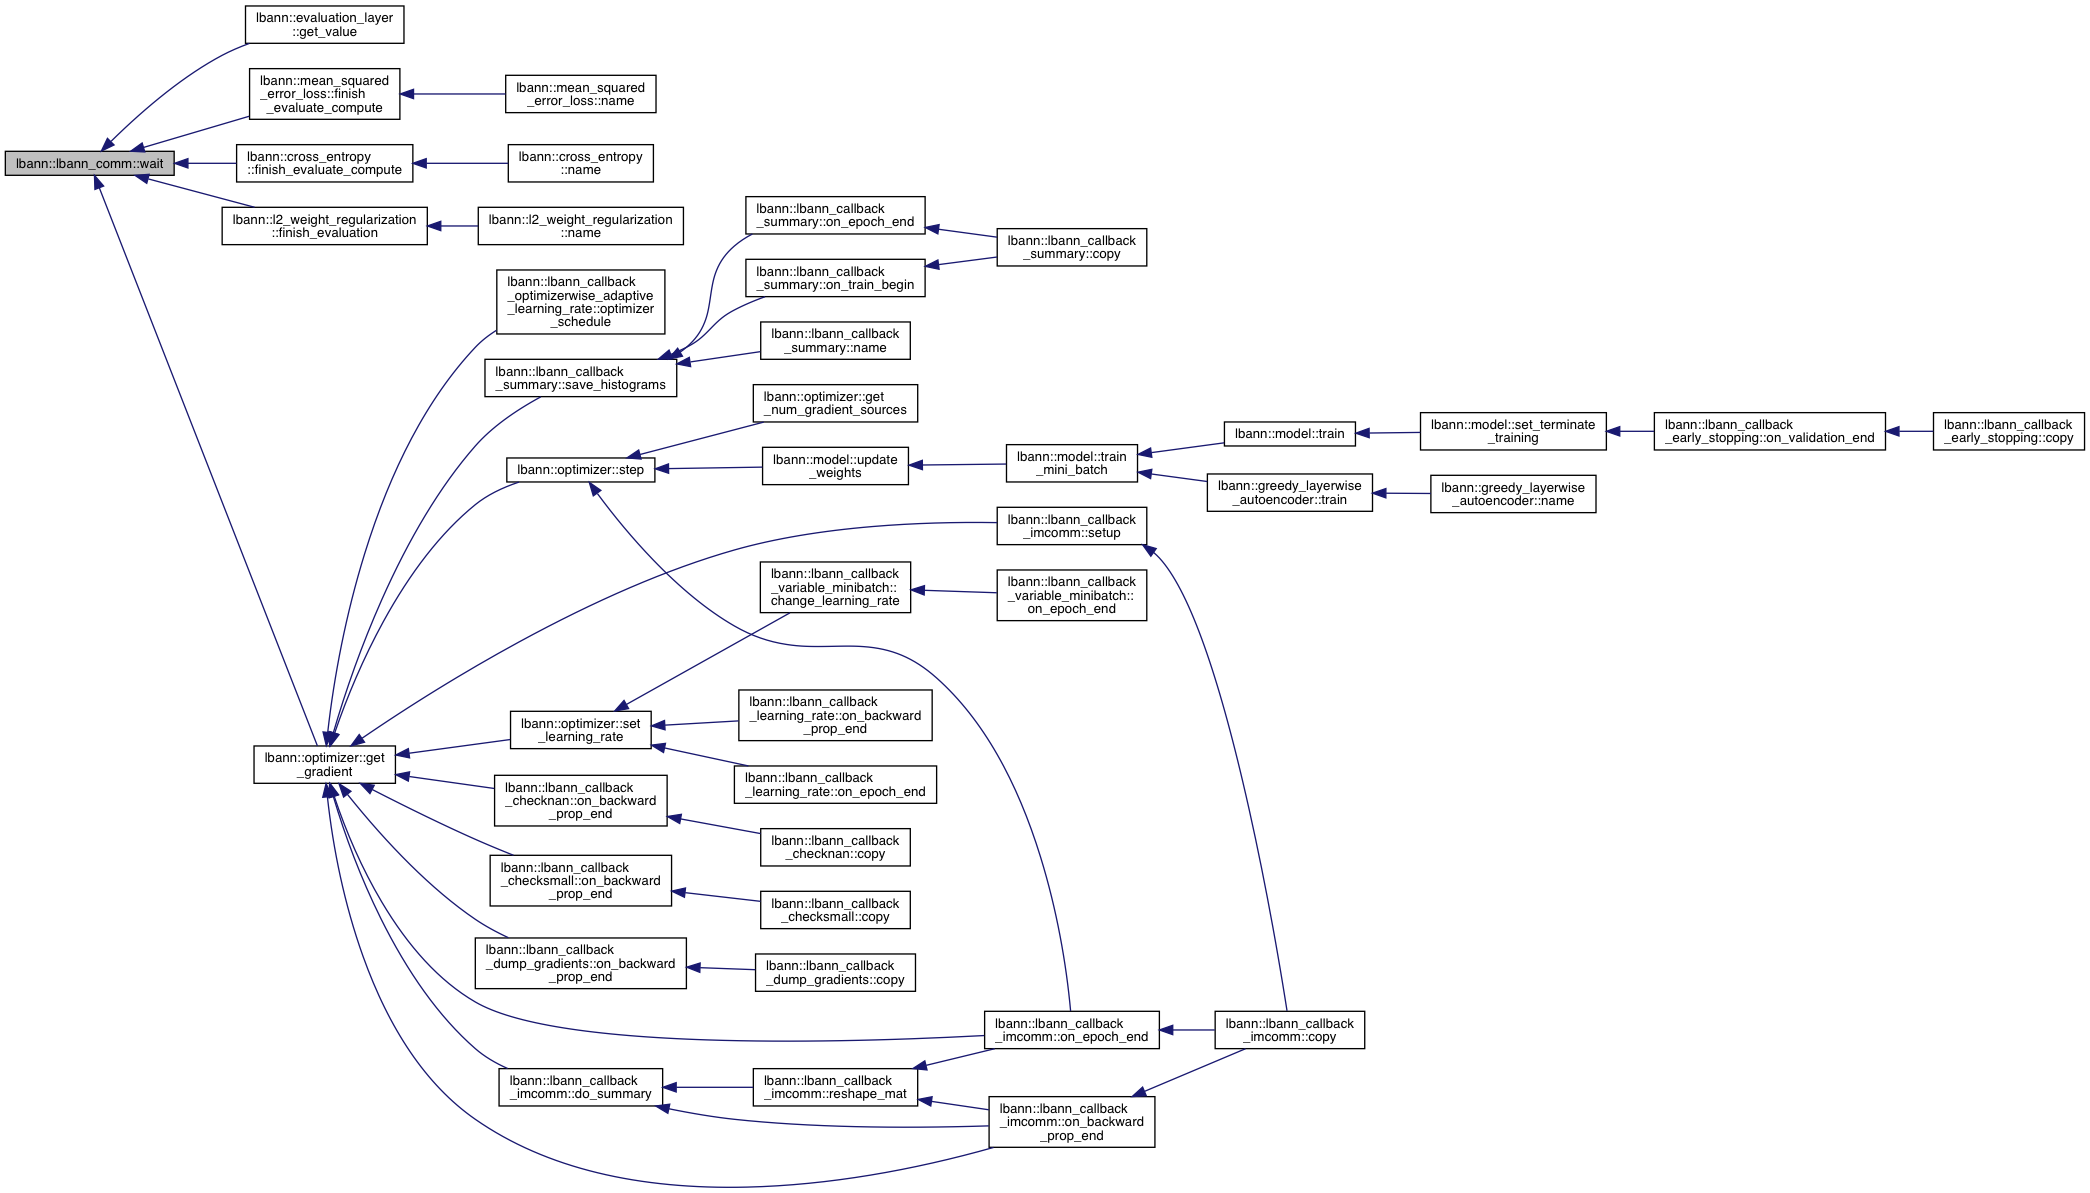 lbann::evaluation_layer
::get_value
lbann::mean_squared
_error_loss::finish
_evaluate_compute
lbann::mean_squared
_error_loss::name
lbann::lbann_comm::wait
lbann::cross_entropy
::finish_evaluate_compute
lbann::cross_entropy
::name
lbann::l2_weight_regularization
::finish_evaluation
lbann::l2_weight_regularization
::name
lbann::lbann_callback
_summary::on_epoch_end
lbann::lbann_callback
_summary::copy
lbann::lbann_callback
_summary::on_train_begin
lbann::lbann_callback
_optimizerwise_adaptive
_learning_rate::optimizer
_schedule
lbann::lbann_callback
_summary::name
lbann::lbann_callback
_summary::save_histograms
lbann::optimizer::get
_num_gradient_sources
lbann::optimizer::step
lbann::model::update
_weights
lbann::model::train
_mini_batch
lbann::model::train
lbann::model::set_terminate
_training
lbann::lbann_callback
_early_stopping::on_validation_end
lbann::lbann_callback
_early_stopping::copy
lbann::greedy_layerwise
_autoencoder::train
lbann::greedy_layerwise
_autoencoder::name
lbann::lbann_callback
_imcomm::setup
lbann::lbann_callback
_variable_minibatch::
change_learning_rate
lbann::lbann_callback
_variable_minibatch::
on_epoch_end
lbann::optimizer::set
_learning_rate
lbann::lbann_callback
_learning_rate::on_backward
_prop_end
lbann::optimizer::get
_gradient
lbann::lbann_callback
_learning_rate::on_epoch_end
lbann::lbann_callback
_checknan::on_backward
_prop_end
lbann::lbann_callback
_checknan::copy
lbann::lbann_callback
_checksmall::on_backward
_prop_end
lbann::lbann_callback
_checksmall::copy
lbann::lbann_callback
_dump_gradients::on_backward
_prop_end
lbann::lbann_callback
_dump_gradients::copy
lbann::lbann_callback
_imcomm::on_epoch_end
lbann::lbann_callback
_imcomm::copy
lbann::lbann_callback
_imcomm::do_summary
lbann::lbann_callback
_imcomm::reshape_mat
lbann::lbann_callback
_imcomm::on_backward
_prop_end